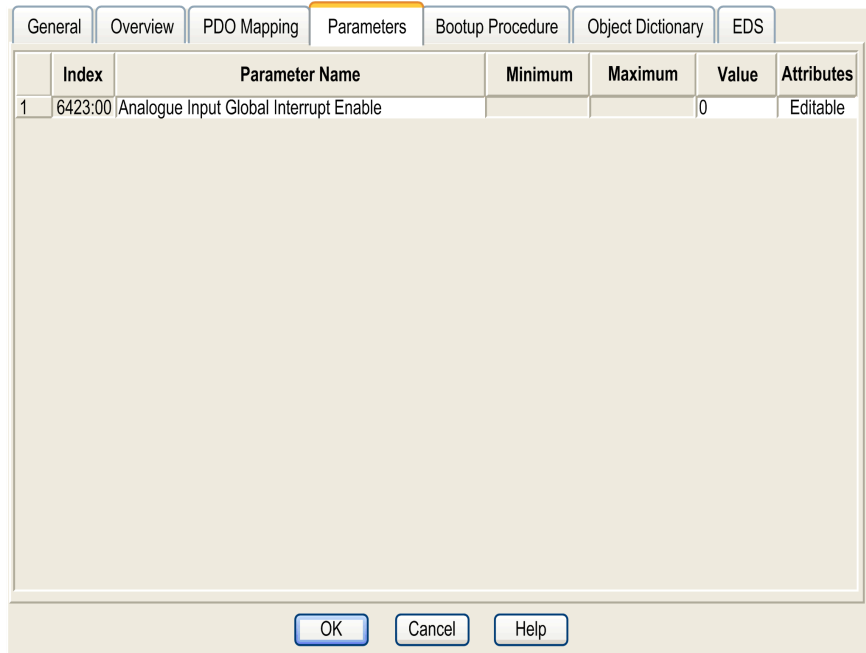 General Overview PDO Mapping Parameters Bootup Procedure Object Dictionary EDS
Index Parameter Name Minimum Maximum Value Attributes
1 6423:00 Analogue Input Global Interrupt Enable 0 Editable
OK Cancel Help